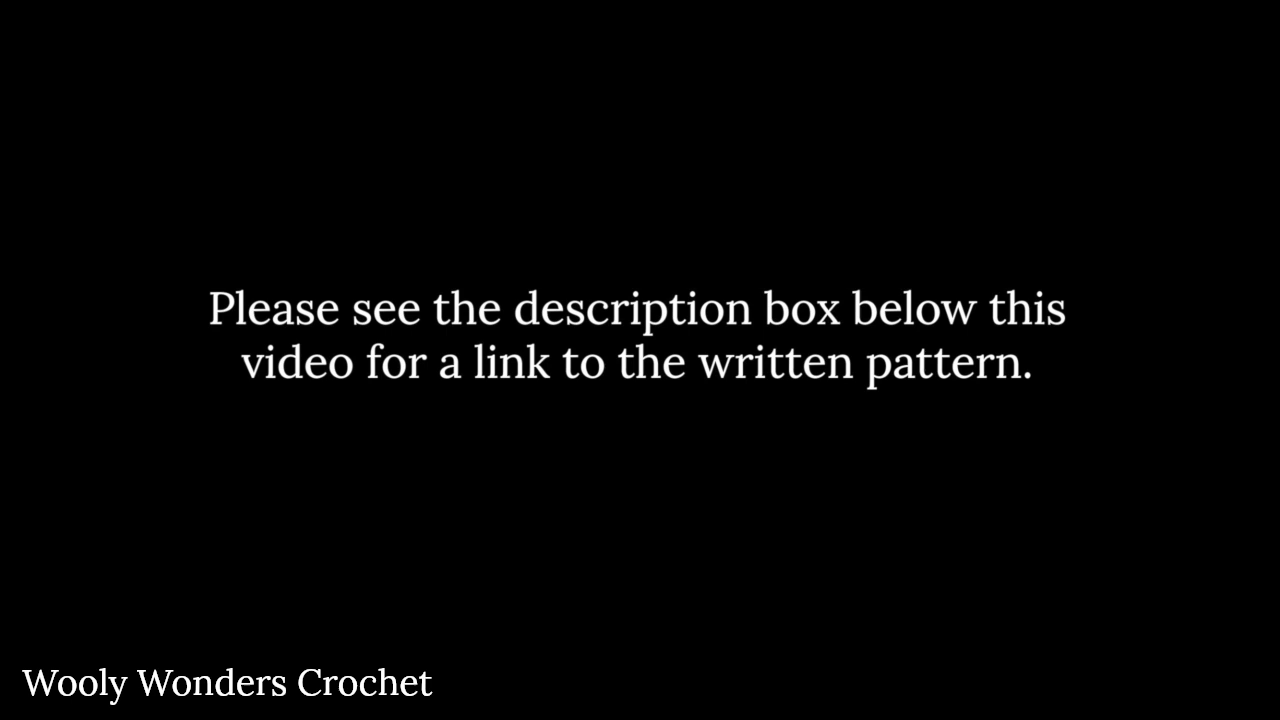 Please see the description box below this
video for a link to the written pattern.
Wooly Wonders Crochet